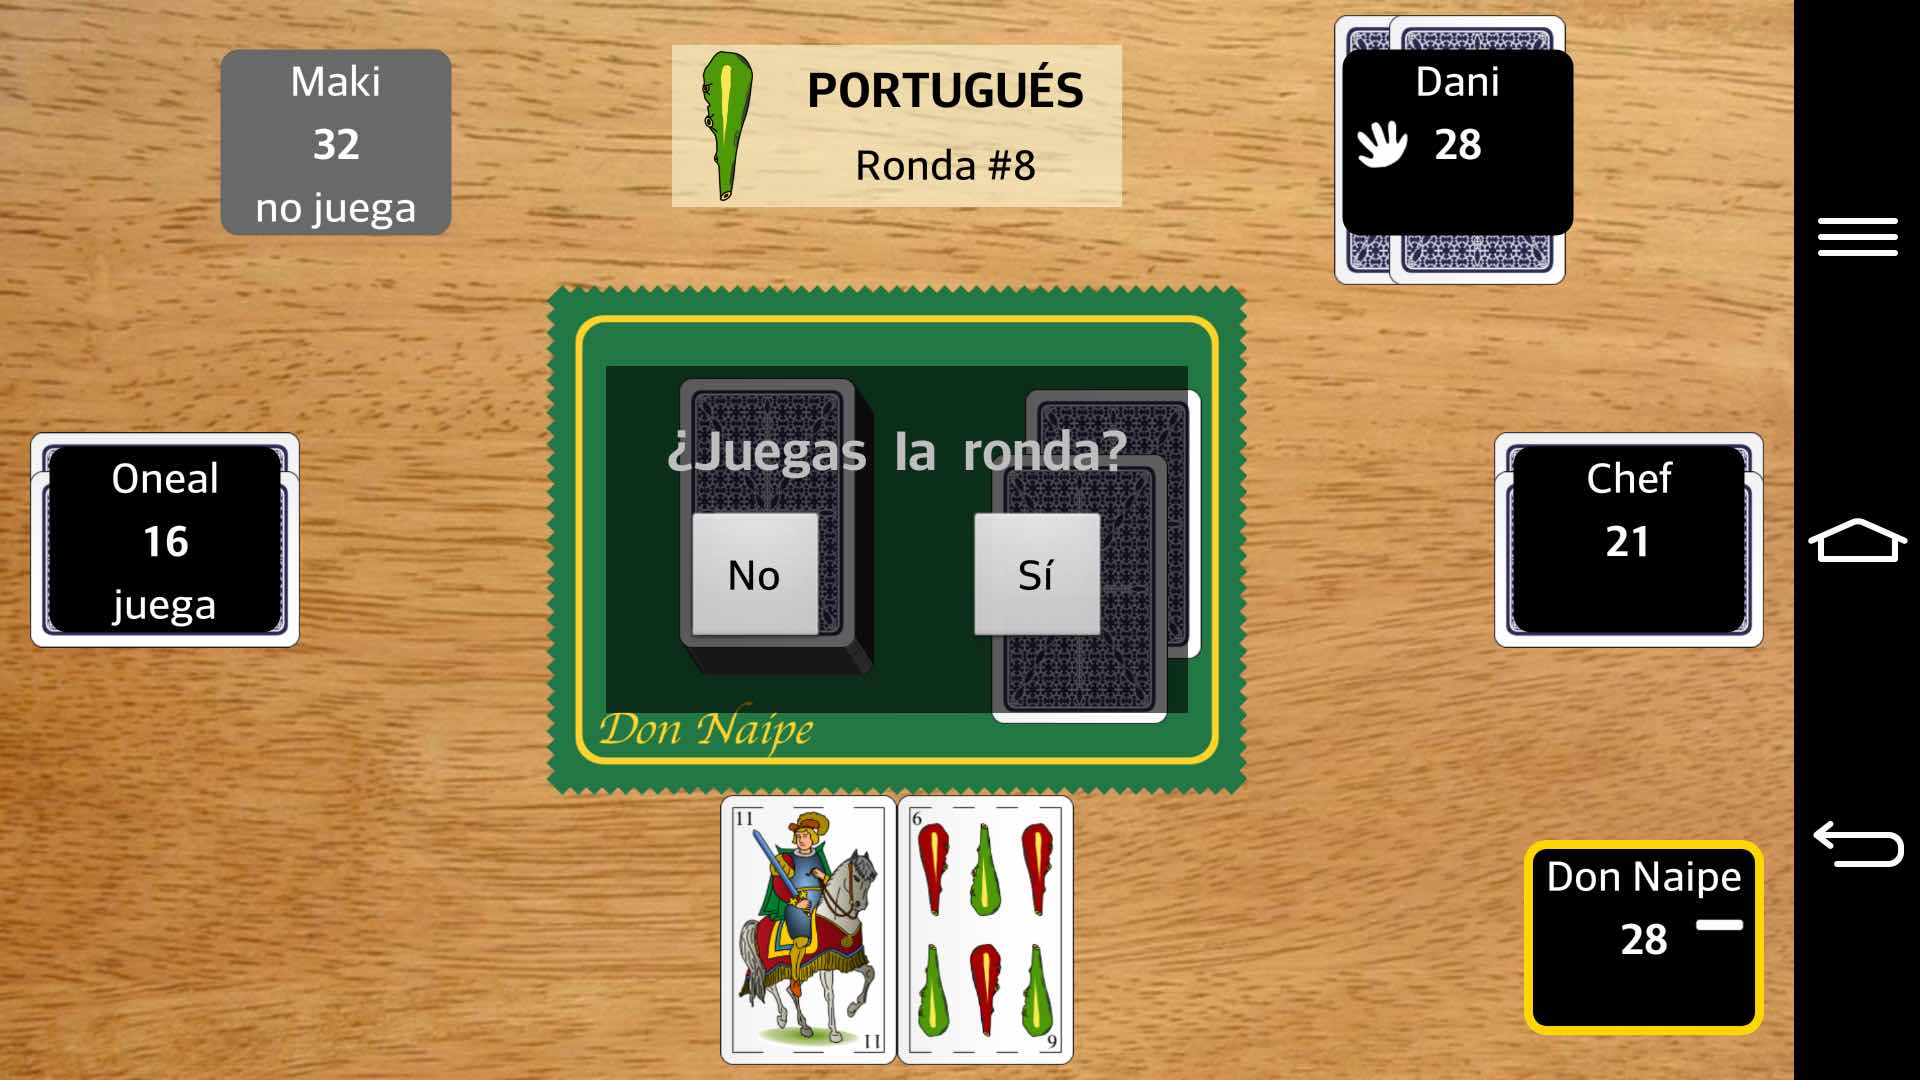 Maki
32
no juega
PORTUGUÉS
Ronda #8
Dani
28
Oneal
16
juega
¿Juegas la ronda?
No
Sí
Don Naipe
Chef
21
11
11
6
6
Don Naipe
28